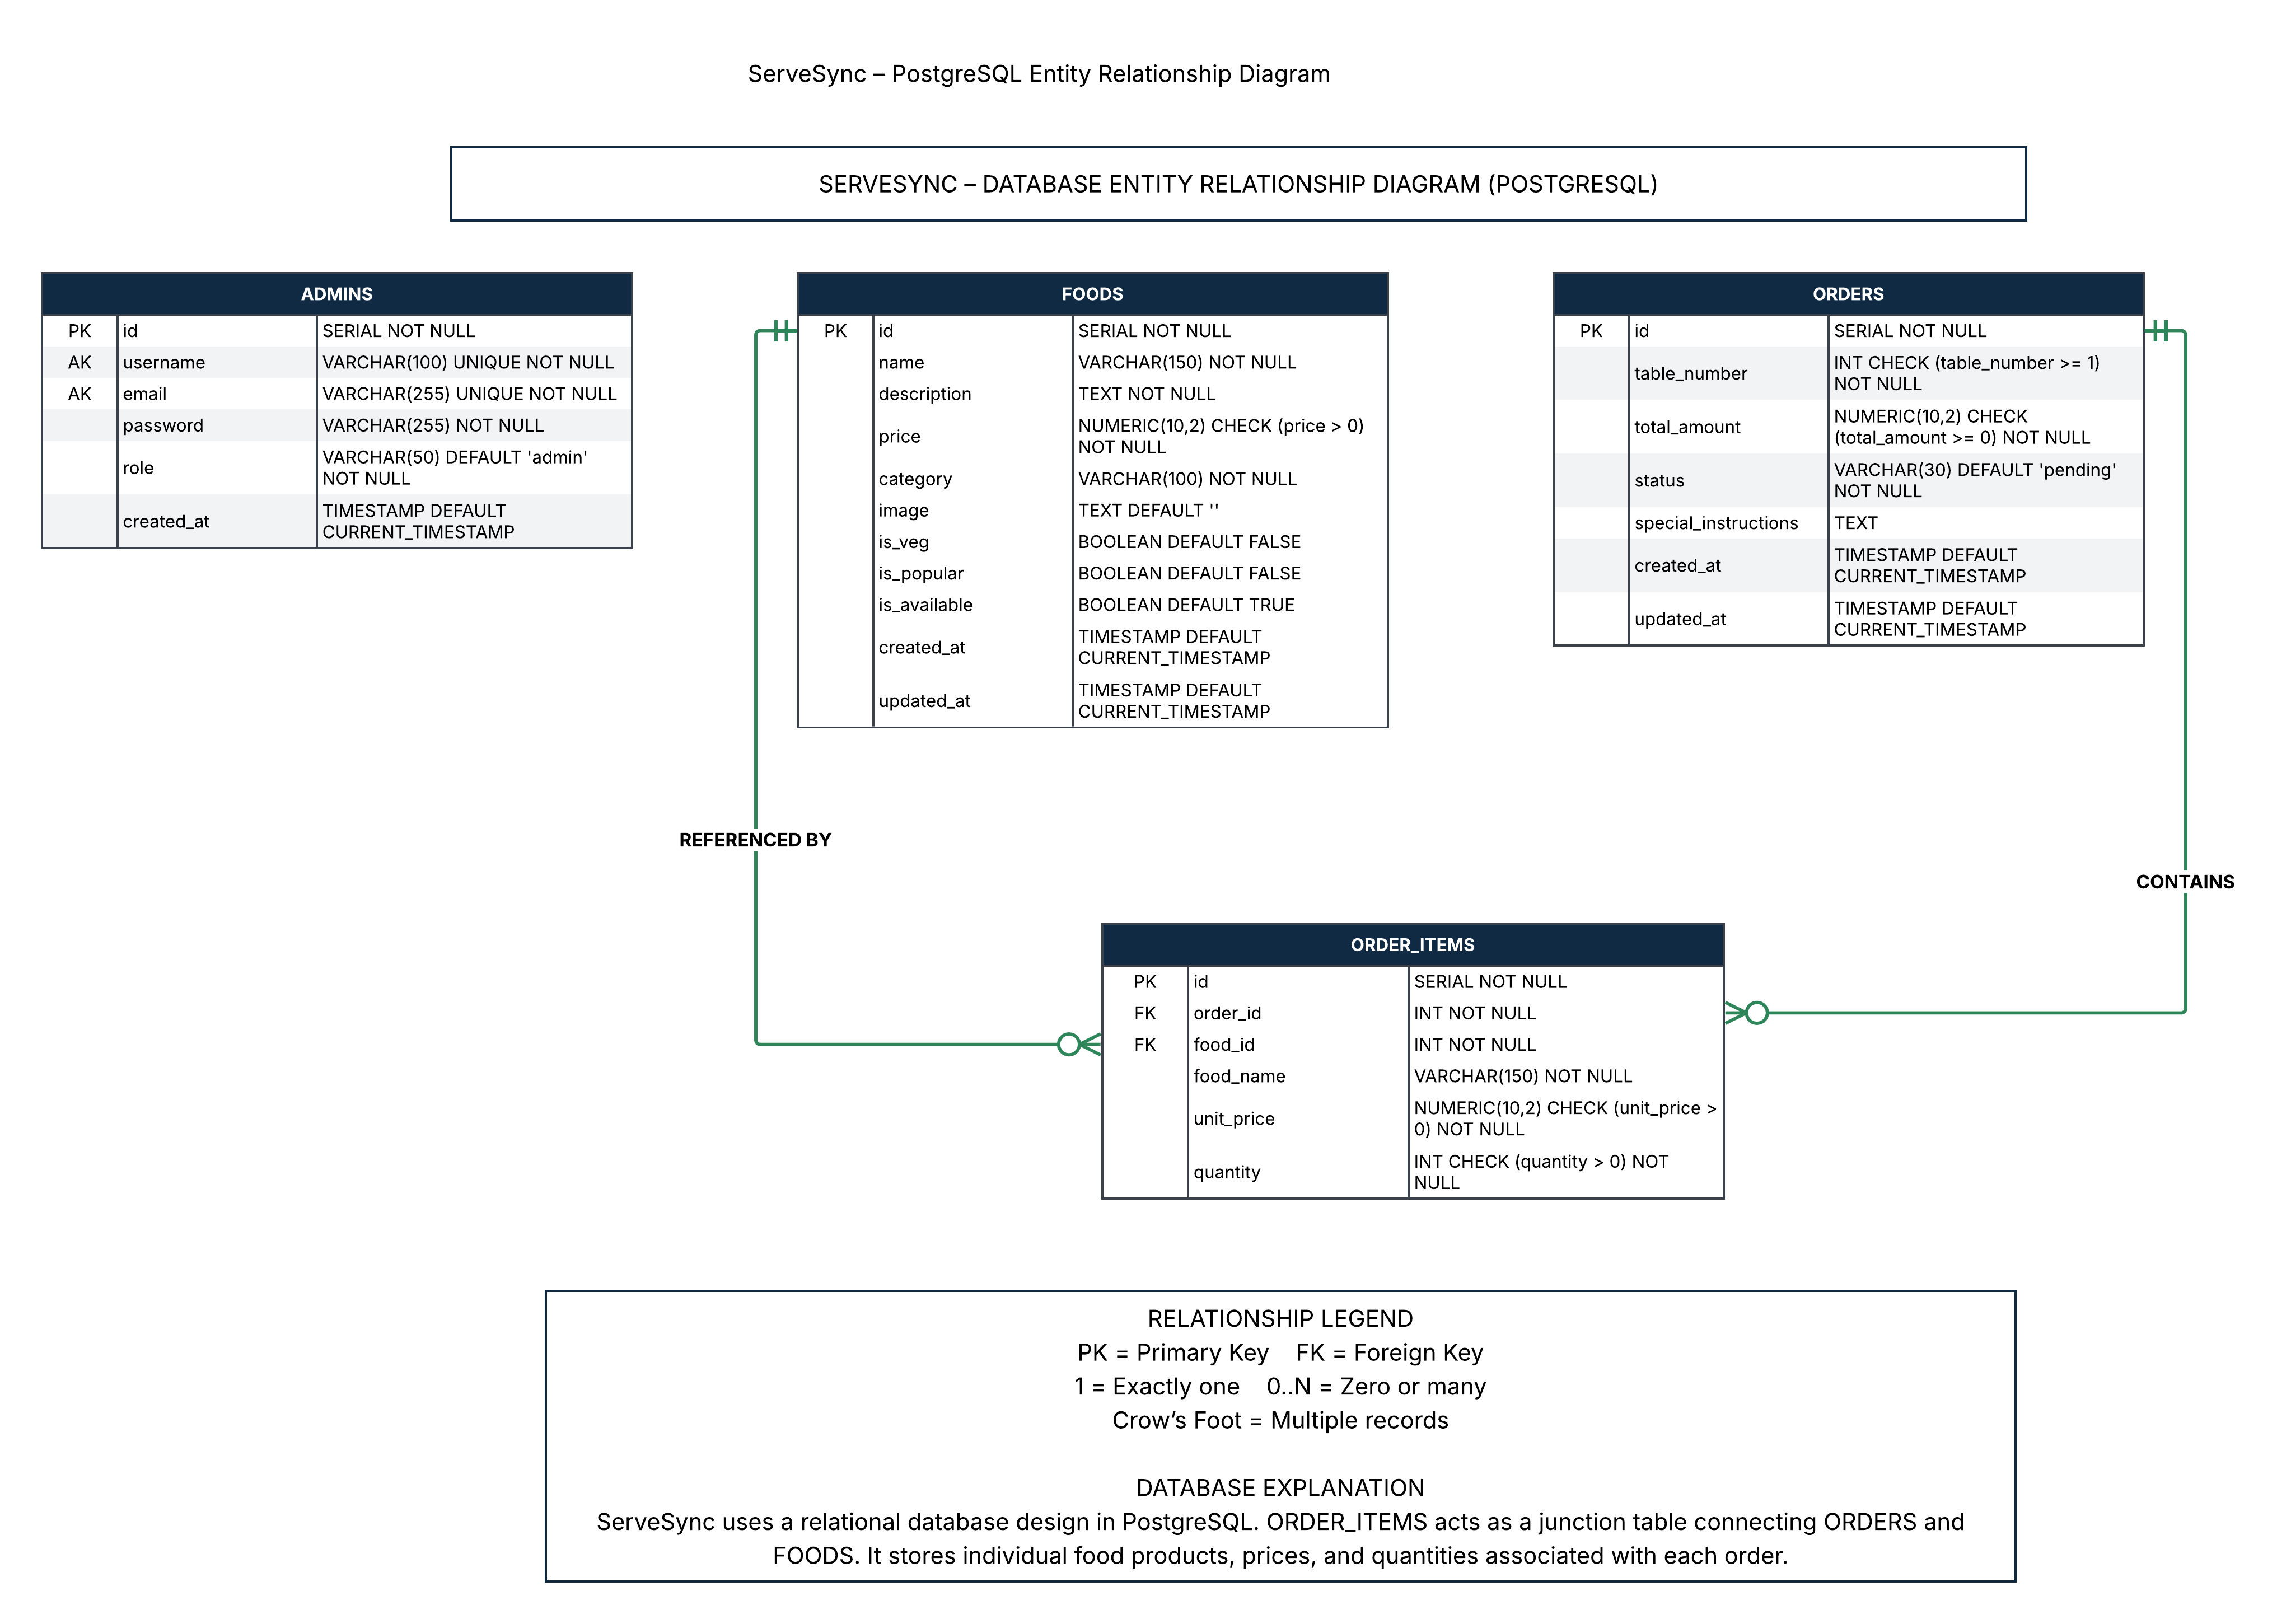 ServeSync – PostgreSQL Entity Relationship Diagram
SERVESYNC – DATABASE ENTITY RELATIONSHIP DIAGRAM (POSTGRESQL)
ADMINS
PK id SERIAL NOT NULL
AK username VARCHAR(100) UNIQUE NOT NULL
AK email VARCHAR(255) UNIQUE NOT NULL
password VARCHAR(255) NOT NULL
role VARCHAR(50) DEFAULT 'admin'
NOT NULL
created_at TIMESTAMP DEFAULT
CURRENT_TIMESTAMP
FOODS
PK id SERIAL NOT NULL
name VARCHAR(150) NOT NULL
description TEXT NOT NULL
price NUMERIC(10,2) CHECK (price > 0)
NOT NULL
category VARCHAR(100) NOT NULL
image TEXT DEFAULT ''
is_veg BOOLEAN DEFAULT FALSE
is_popular BOOLEAN DEFAULT FALSE
is_available BOOLEAN DEFAULT TRUE
created_at TIMESTAMP DEFAULT
CURRENT_TIMESTAMP
updated_at TIMESTAMP DEFAULT
CURRENT_TIMESTAMP
ORDERS
PK id SERIAL NOT NULL
table_number INT CHECK (table_number >= 1)
NOT NULL
total_amount NUMERIC(10,2) CHECK
(total_amount >= 0) NOT NULL
status VARCHAR(30) DEFAULT 'pending'
NOT NULL
special_instructions TEXT
created_at TIMESTAMP DEFAULT
CURRENT_TIMESTAMP
updated_at TIMESTAMP DEFAULT
CURRENT_TIMESTAMP
REFERENCED BY
CONTAINS
ORDER_ITEMS
PK id SERIAL NOT NULL
FK order_id INT NOT NULL
FK food_id INT NOT NULL
food_name VARCHAR(150) NOT NULL
unit_price NUMERIC(10,2) CHECK (unit_price >
0) NOT NULL
quantity INT CHECK (quantity > 0) NOT
NULL
RELATIONSHIP LEGEND
PK = Primary Key FK = Foreign Key
1 = Exactly one 0..N = Zero or many
Crow’s Foot = Multiple records
DATABASE EXPLANATION
ServeSync uses a relational database design in PostgreSQL. ORDER_ITEMS acts as a junction table connecting ORDERS and
FOODS. It stores individual food products, prices, and quantities associated with each order.